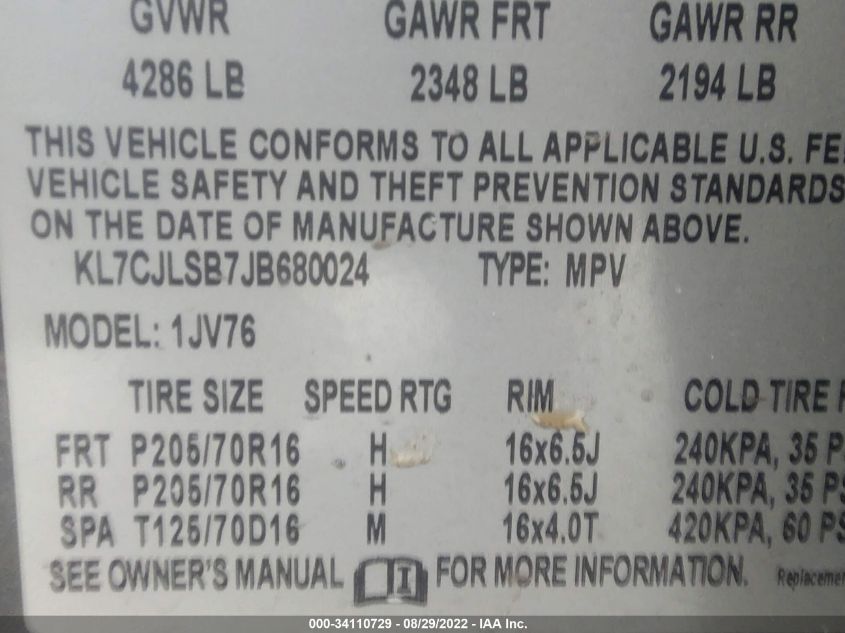 GVWR GAWR FRT GAWR RR
4286 LB 2348 LB 2194 LB
THIS VEHICLE CONFORMS TO ALL APPLICABLE U.S. FE
VEHICLE SAFETY AND THEFT PREVENTION STANDARDS
ON THE DATE OF MANUFACTURE SHOWN ABOVE.
KL7CJLSB7JB680024 TYPE: MPV
MODEL: 1JV76
TIRE SIZE SPEED RTG RIM COLD TIRE
FRT P205/70R16 H 16x6.5J 240KPA, 35 P
RR P205/70R16 H 16x6.5J 240KPA, 35 PS
SPA T125/70D16 M 16x4.0T 420KPA, 60 PS
SEE OWNER'S MANUAL i FOR MORE INFORMATION. Replacemen
000-34110729 - 08/29/2022 - IAA Inc.